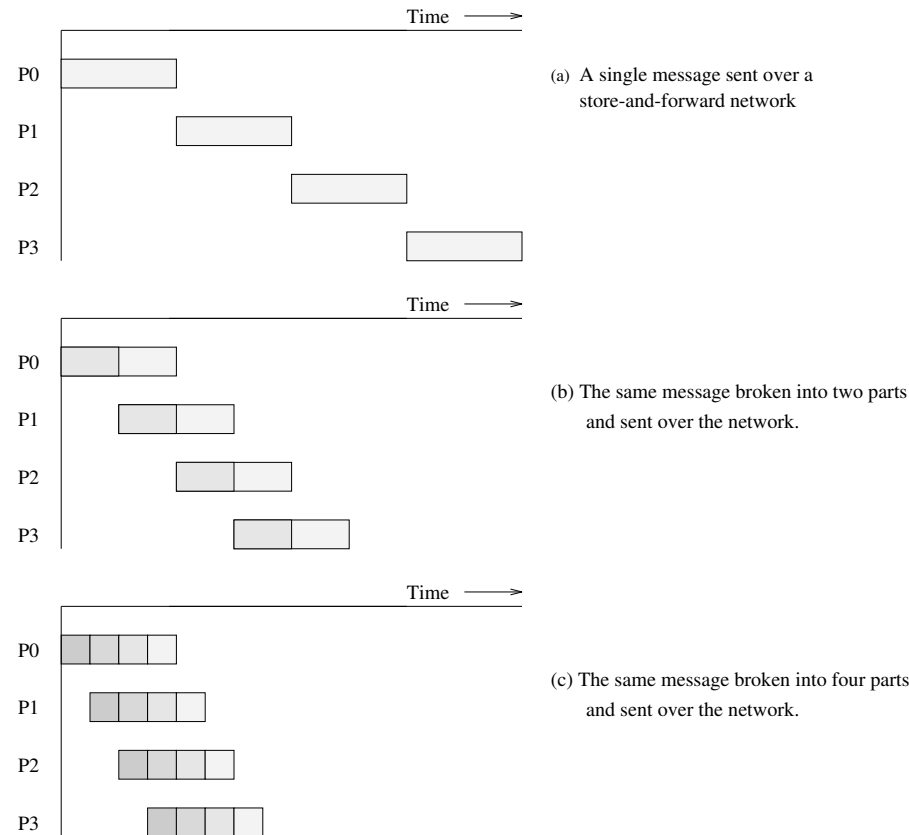 Time
P0
(a) A single message sent over a
store-and-forward network
P1
P2
P3
Time
P0
(b) The same message broken into two parts
and sent over the network.
P1
P2
P3
Time
P0
(c) The same message broken into four parts
and sent over the network.
P1
P2
P3